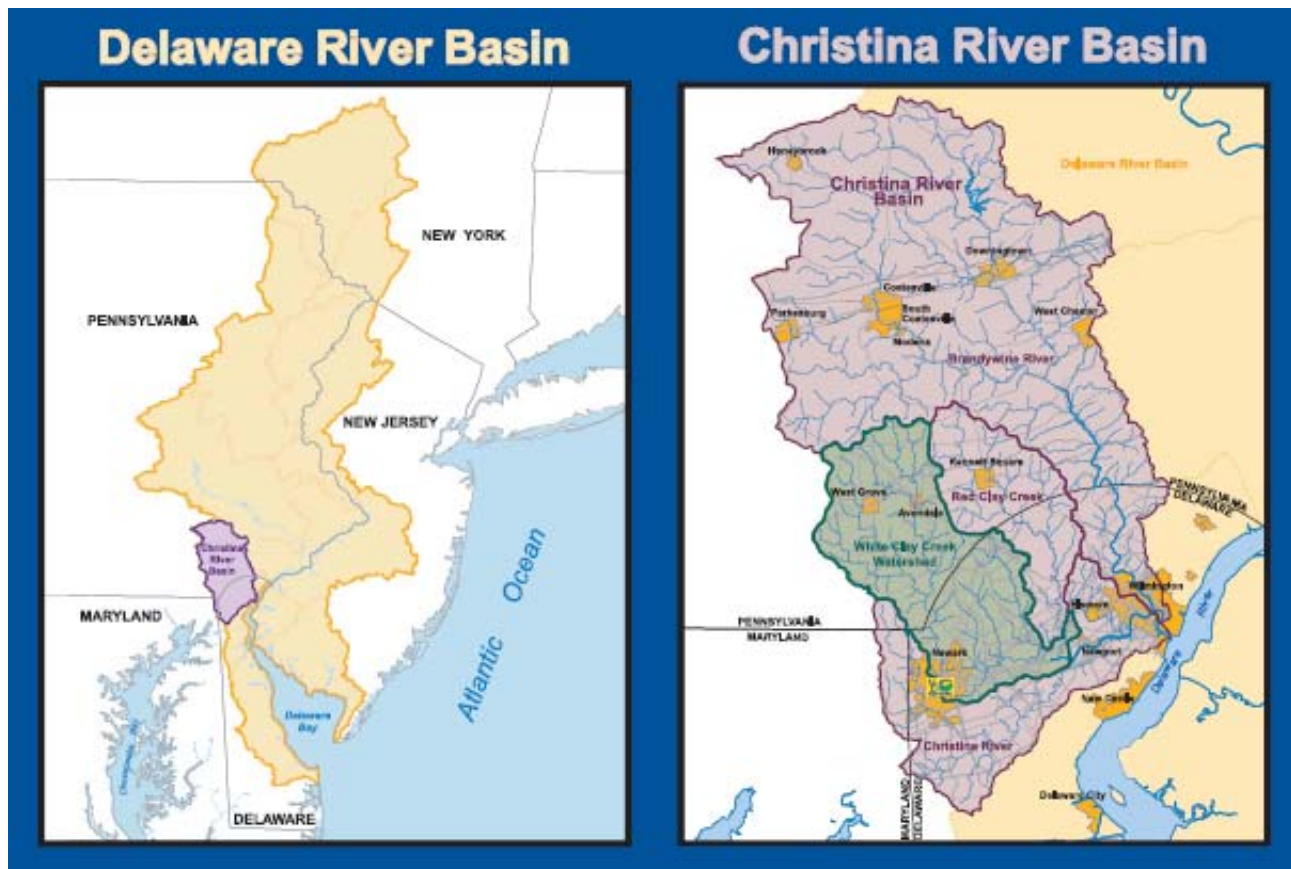 Delaware River Basin
NEW YORK
PENNSYLVANIA
NEW JERSEY
Christina
River
Basin
MARYLAND
Atlantic Ocean
Delaware
Bay
Chesapeake Bay
DELAWARE
Christina River Basin
Honeybrook
Delaware River Basin
Christina River
Basin
Downingtown
Coatesville
South
Coatesville
Parkesburg
West Chester
Modena
Brandywine River
Kennett Square
PENNSYLVANIA
DELAWARE
West Grove
Red Clay Creek
Avondale
White Clay Creek
Watershed
Wilmington
River
Elsmere
PENNSYLVANIA
MARYLAND
Newark
Newport
Delaware
New Castle
Christina River
MARYLAND
DELAWARE
Delaware City